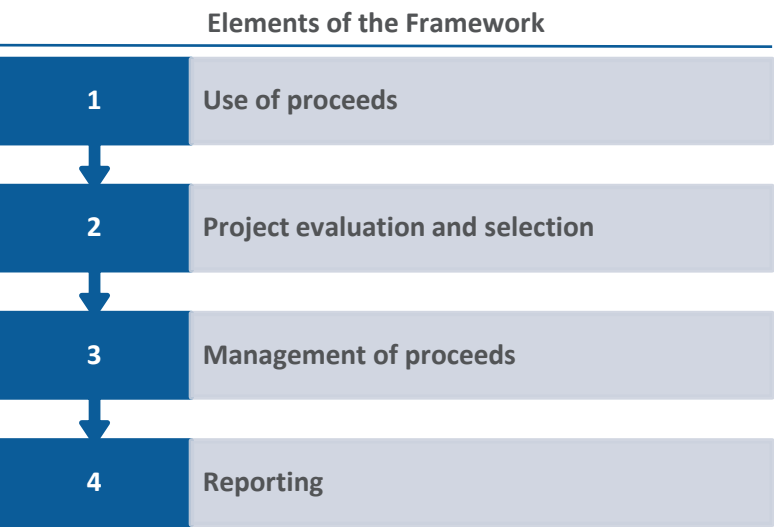 Elements of the Framework
1 Use of proceeds
2 Project evaluation and selection
3 Management of proceeds
4 Reporting